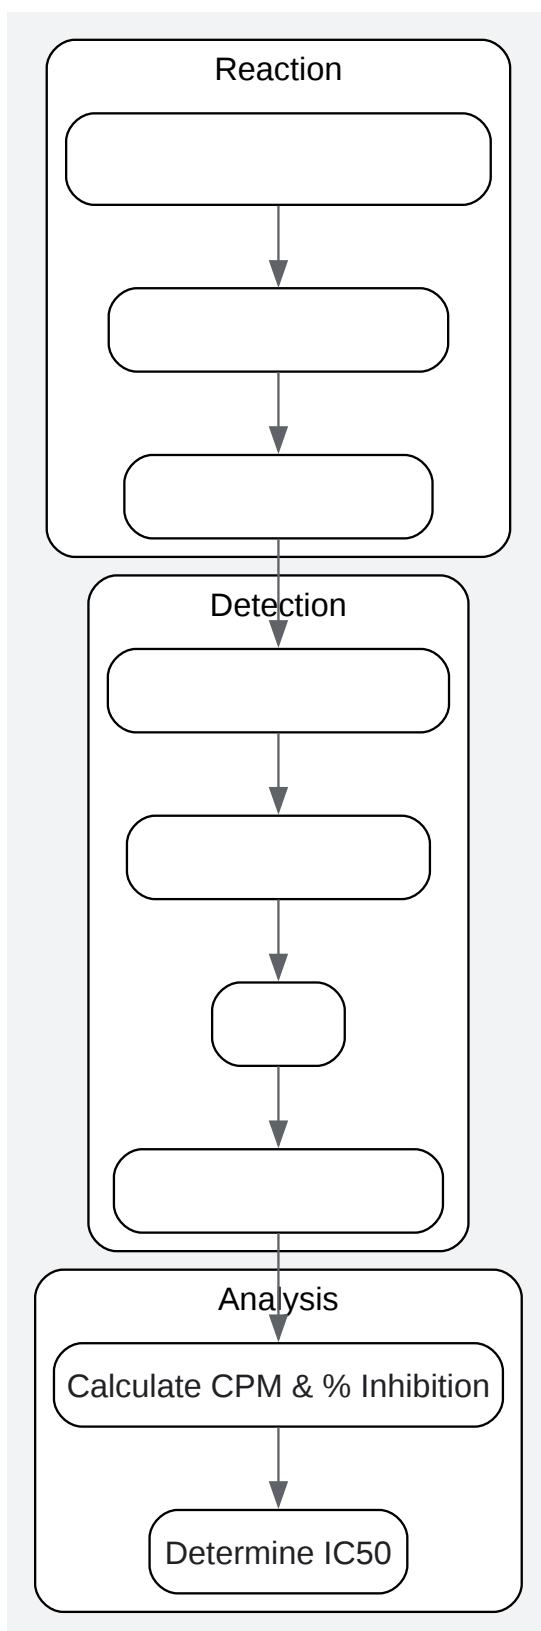 Reaction
Detection
Analysis
Calculate CPM & % Inhibition
Determine IC50